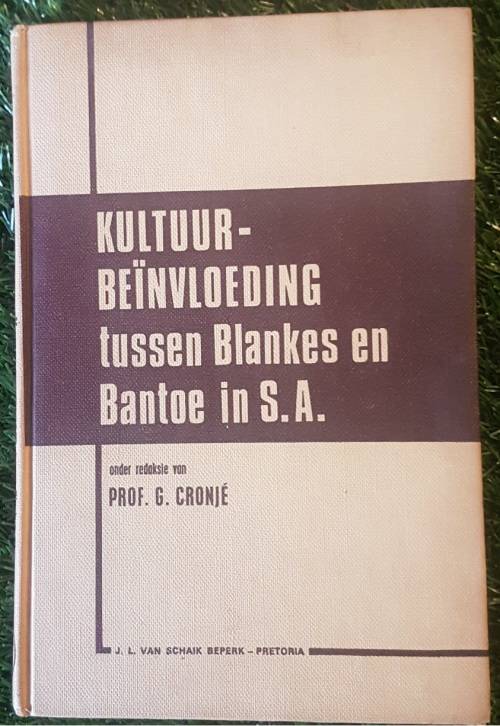 KULTUUR-
BEÏNVLOEDING
tussen Blankes en
Bantoe in S.A.
onder redaksie van
PROF. G. CRONJÉ
J. L. VAN SCHAIK BEPERK – PRETORIA